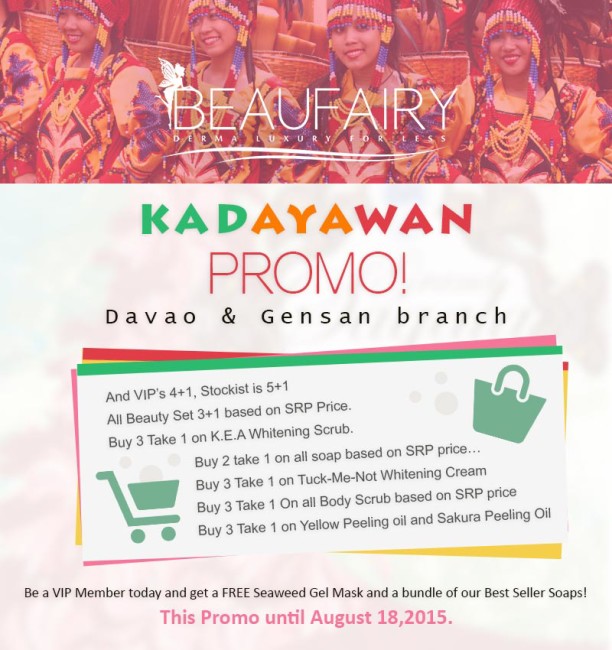 BEAUFAIRY
DERMA LUXURY FOR LESS
KADAYAWAN
PROMO!
Davao & Gensan branch
And VIP's 4+1, Stockist is 5+1
All Beauty Set 3+1 based on SRP Price.
Buy 3 Take 1 on K.E.A Whitening Scrub.
Buy 2 take 1 on all soap based on SRP price...
Buy 3 Take 1 on Tuck-Me-Not Whitening Cream
Buy 3 Take 1 On all Body Scrub based on SRP price
Buy 3 Take 1 on Yellow Peeling oil and Sakura Peeling Oil
Be a VIP Member today and get a FREE Seaweed Gel Mask and a bundle of our Best Seller Soaps!
This Promo until August 18,2015.